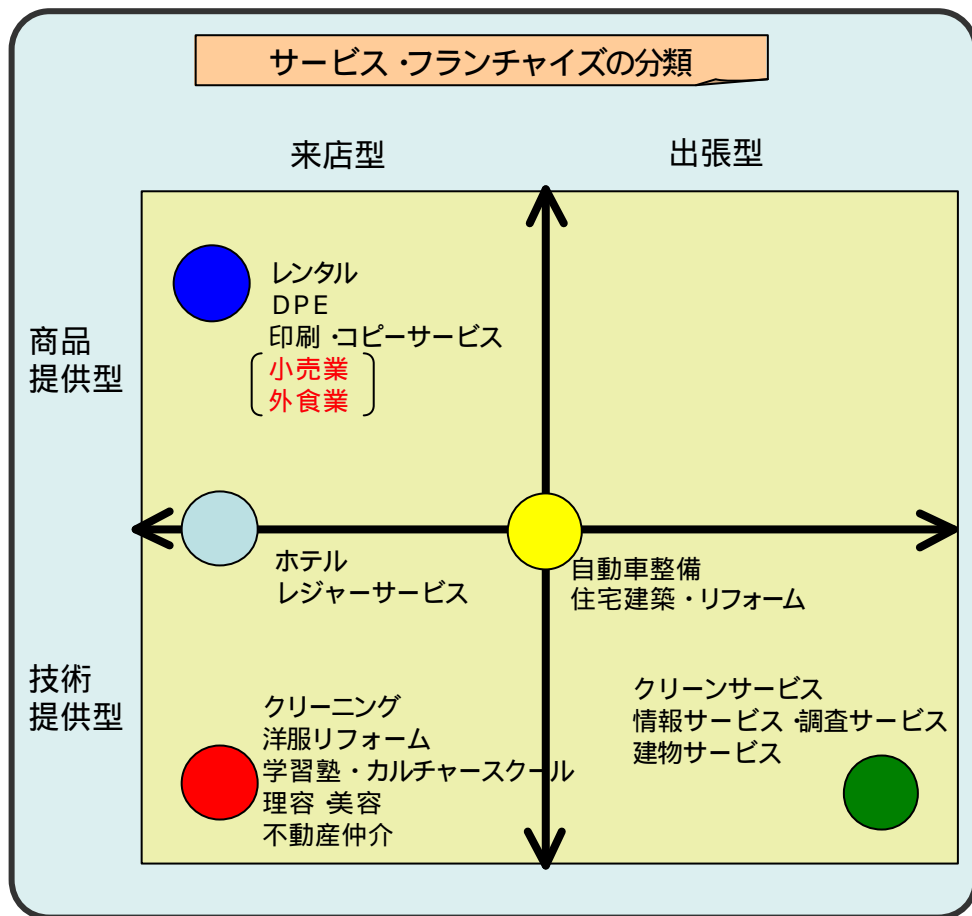 サービス・フランチャイズの分類
来店型
出張型
商品
提供型
レンタル
DPE
印刷・コピーサービス
小売業
外食業
ホテル
レジャーサービス
自動車整備
住宅建築・リフォーム
技術
提供型
クリーニング
洋服リフォーム
学習塾・カルチャースクール
理容・美容
不動産仲介
クリーンサービス
情報サービス・調査サービス
建物サービス